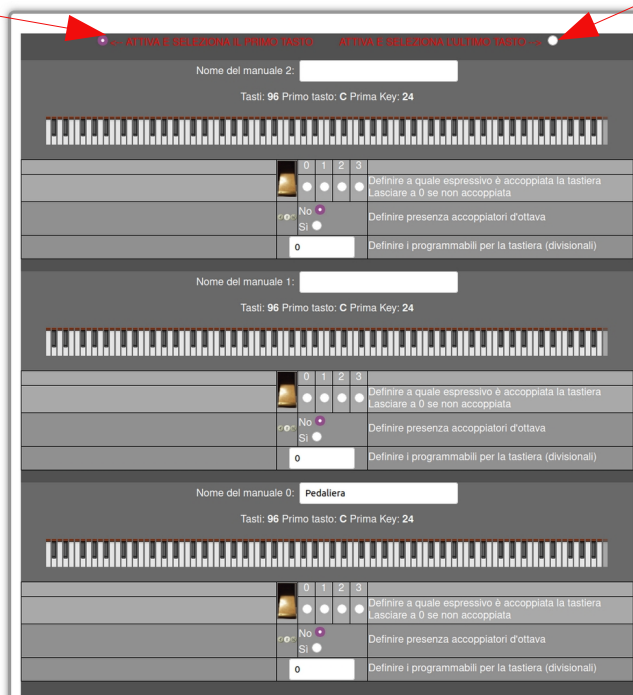 <--- ATTIVA E SELEZIONA IL PRIMO TASTO ATTIVA E SELEZIONA L'ULTIMO TASTO --->
Nome del manuale 2:
Tasti: 96 Primo tasto: C Prima Key: 24
0 1 2 3
Definire a quale espressivo è accoppiata la tastiera
Lasciare a 0 se non accoppiata
No
Sì
Definire presenza accoppiatori d'ottava
0 Definire i programmabili per la tastiera (divisionali)
Nome del manuale 1:
Tasti: 96 Primo tasto: C Prima Key: 24
0 1 2 3
Definire a quale espressivo è accoppiata la tastiera
Lasciare a 0 se non accoppiata
No
Sì
Definire presenza accoppiatori d'ottava
0 Definire i programmabili per la tastiera (divisionali)
Nome del manuale 0: Pedaliera
Tasti: 96 Primo tasto: C Prima Key: 24
0 1 2 3
Definire a quale espressivo è accoppiata la tastiera
Lasciare a 0 se non accoppiata
No
Sì
Definire presenza accoppiatori d'ottava
0 Definire i programmabili per la tastiera (divisionali)